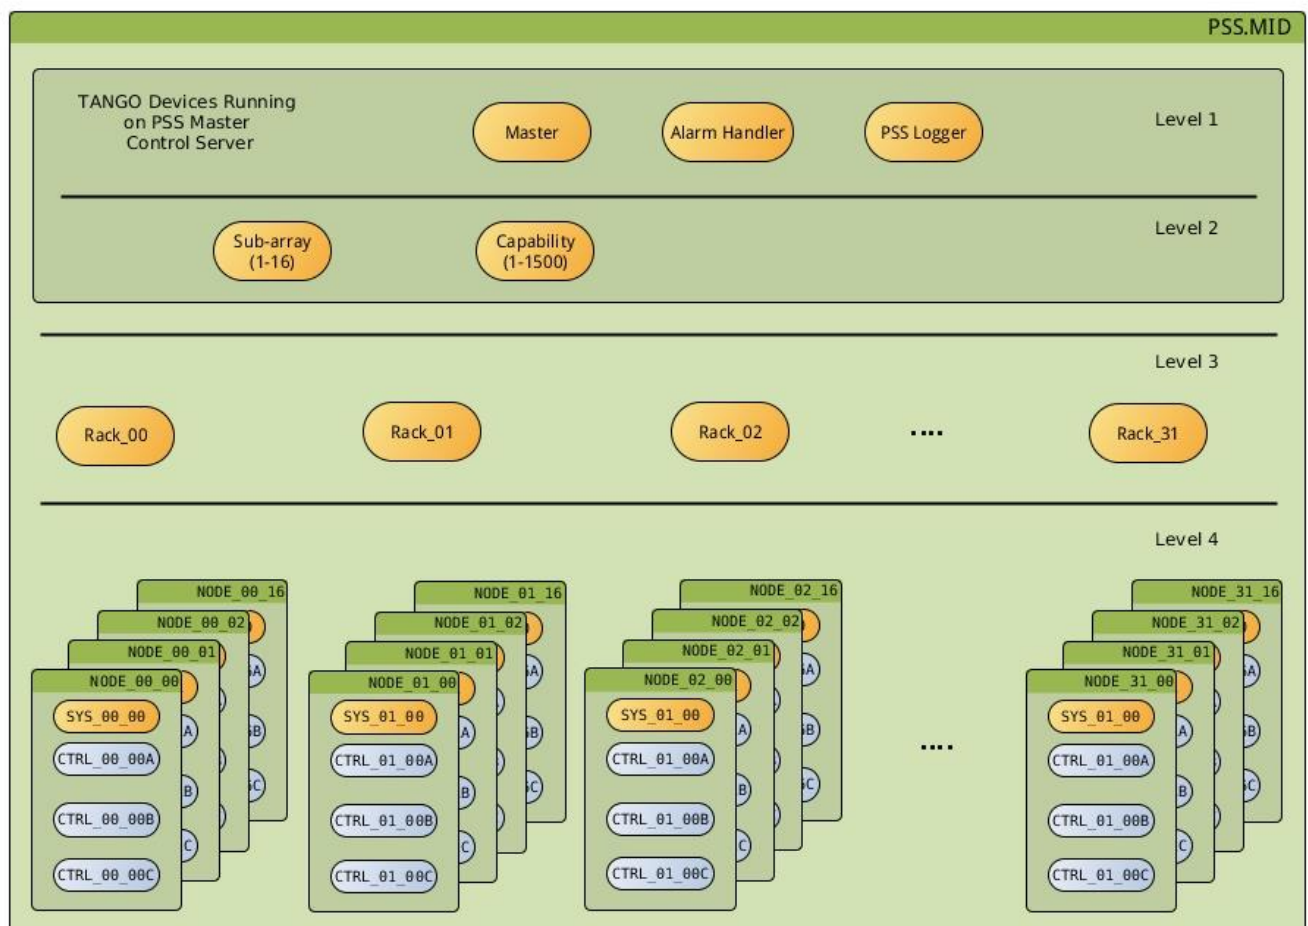 PSS.MID
TANGO Devices Running
on PSS Master
Control Server
Master
Alarm Handler
PSS Logger
Level 1
Sub-array
(1-16)
Capability
(1-1500)
Level 2
Level 3
Rack_00
Rack_01
Rack_02
....
Rack_31
Level 4
NODE_00_16
NODE_00_02
NODE_00_01
NODE_00_00
SYS_00_00
CTRL_00_00A
CTRL_00_00B
CTRL_00_00C
NODE_01_16
NODE_01_02
NODE_01_01
NODE_01_00
SYS_01_00
CTRL_01_00A
CTRL_01_00B
CTRL_01_00C
NODE_02_16
NODE_02_02
NODE_02_01
NODE_02_00
SYS_01_00
CTRL_01_00A
CTRL_01_00B
CTRL_01_00C
....
NODE_31_16
NODE_31_02
NODE_31_01
NODE_31_00
SYS_01_00
CTRL_01_00A
CTRL_01_00B
CTRL_01_00C